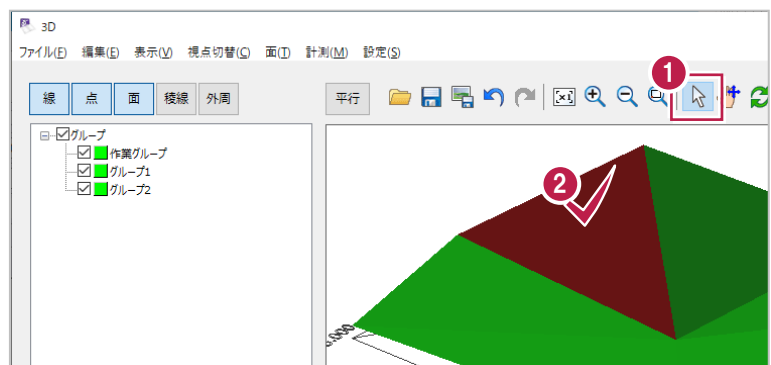 3D
ファイル(F) 編集(E) 表示(V) 視点切替(C) 面(T) 計測(M) 設定(S)
線 点 面 稜線 外周 平行
1
グループ
作業グループ
グループ1
グループ2
2